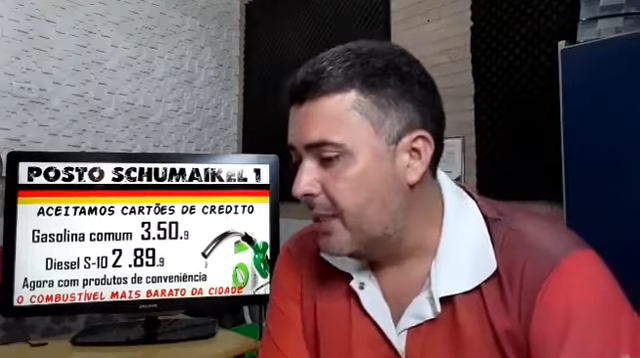 POSTO SCHUMAIKEL 1
ACEITAMOS CARTÕES DE CREDITO
Gasolina comum 3.50.9
Diesel S-10 2.89.9
Agora com produtos de conveniência
O COMBUSTÍVEL MAIS BARATO DA CIDADE